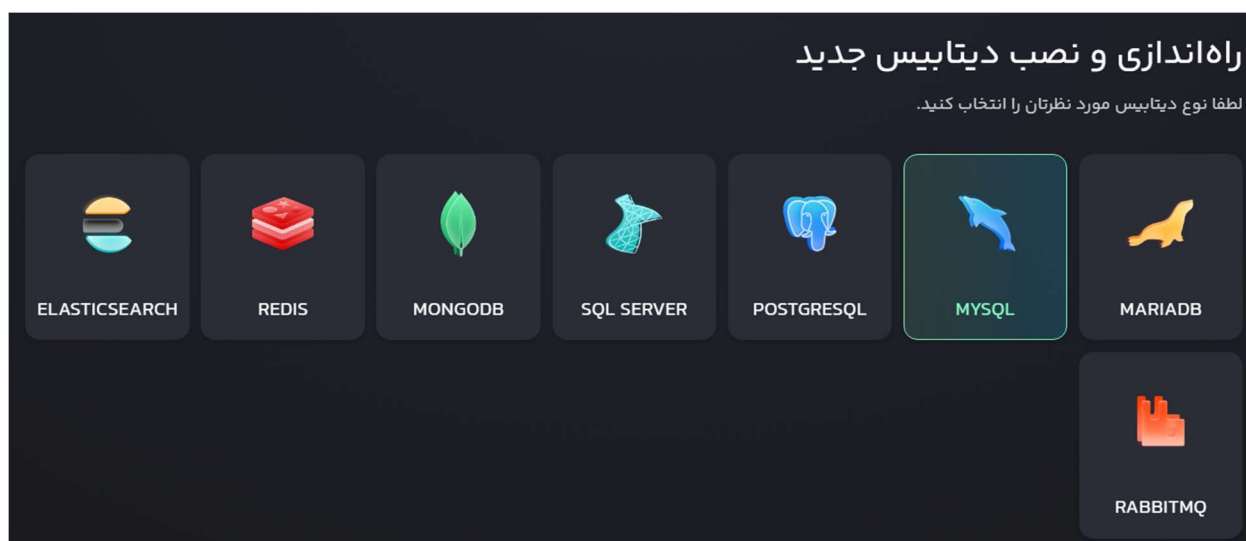 راه‌اندازی و نصب دیتابیس جدید
لطفا نوع دیتابیس مورد نظرتان را انتخاب کنید.
MARIADB
MYSQL
POSTGRESQL
SQL SERVER
MONGODB
REDIS
ELASTICSEARCH
RABBITMQ